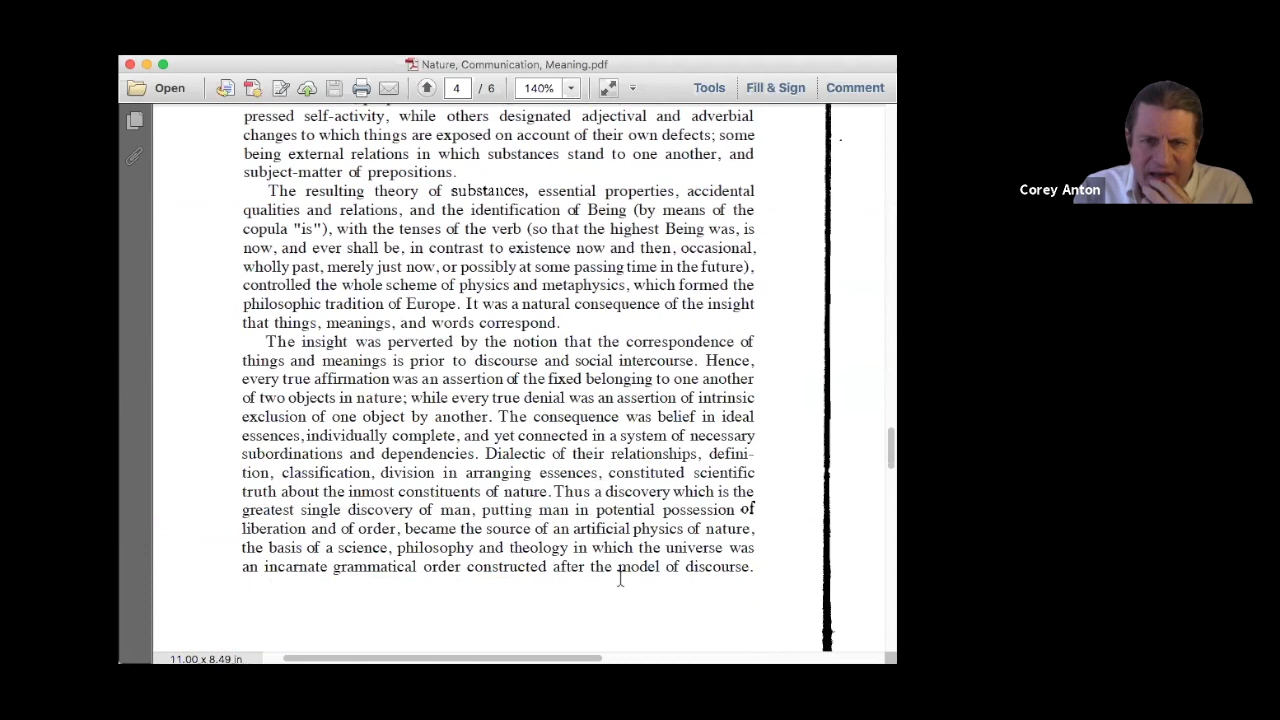 Nature, Communication, Meaning.pdf
Open
4 / 6
140%
Tools
Fill & Sign
Comment
pressed self-activity, while others designated adjectival and adverbial
changes to which things are exposed on account of their own defects; some
being external relations in which substances stand to one another, and
subject-matter of prepositions.
The resulting theory of substances, essential properties, accidental
qualities and relations, and the identification of Being (by means of the
copula "is"), with the tenses of the verb (so that the highest Being was, is
now, and ever shall be, in contrast to existence now and then, occasional,
wholly past, merely just now, or possibly at some passing time in the future),
controlled the whole scheme of physics and metaphysics, which formed the
philosophic tradition of Europe. It was a natural consequence of the insight
that things, meanings, and words correspond.
The insight was perverted by the notion that the correspondence of
things and meanings is prior to discourse and social intercourse. Hence,
every true affirmation was an assertion of the fixed belonging to one another
of two objects in nature; while every true denial was an assertion of intrinsic
exclusion of one object by another. The consequence was belief in ideal
essences, individually complete, and yet connected in a system of necessary
subordinations and dependencies. Dialectic of their relationships, defini-
tion, classification, division in arranging essences, constituted scientific
truth about the inmost constituents of nature. Thus a discovery which is the
greatest single discovery of man, putting man in potential possession of
liberation and of order, became the source of an artificial physics of nature,
the basis of a science, philosophy and theology in which the universe was
an incarnate grammatical order constructed after the model of discourse.
11.00 x 8.49 in
Corey Anton